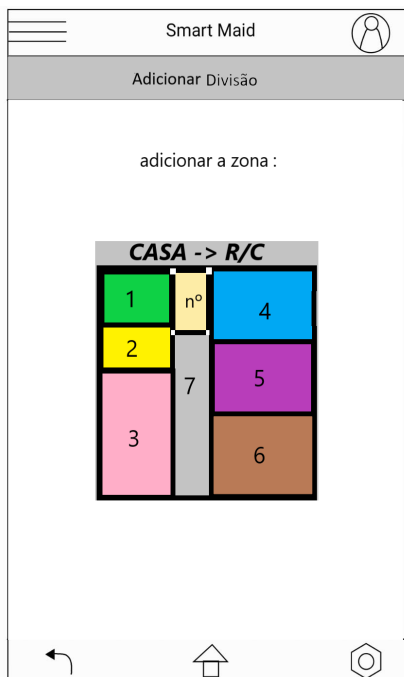 Smart Maid
Adicionar Divisão
adicionar a zona :
CASA -> R/C
1
nº
4
2
7
5
3
6